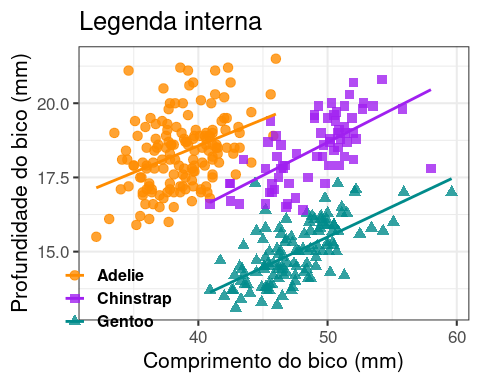 Legenda interna
Profundidade do bico (mm)
20.0
17.5
15.0
Adelie
Chinstrap
Gentoo
40
50
60
Comprimento do bico (mm)